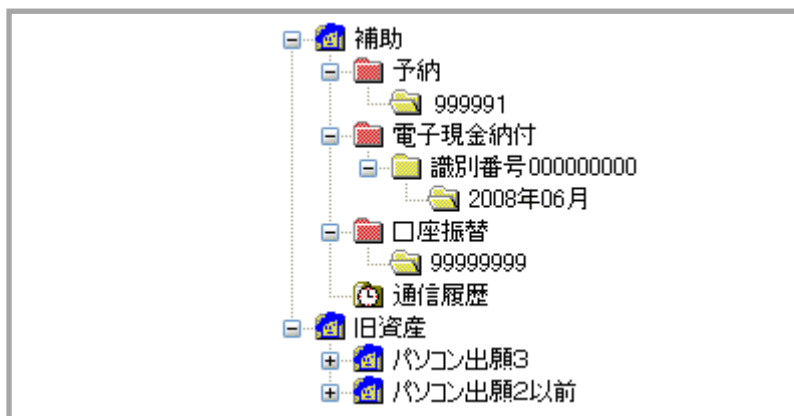 補助
予納
999991
電子現金納付
識別番号000000000
2008年06月
口座振替
99999999
通信履歴
旧資産
パソコン出願3
パソコン出願2以前